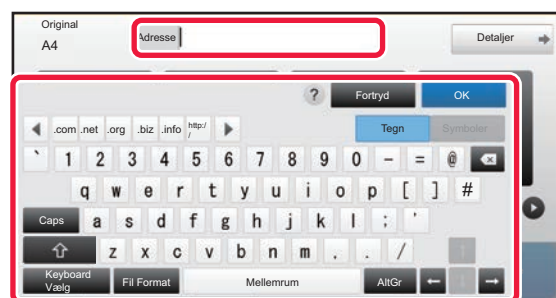 Original
A4
Adresse
Detaljer
? Fortryd OK
.com .net .org .biz .info http:/
/
Tegn Symboler
` 1 2 3 4 5 6 7 8 9 0 - = @
q w e r t y u i o p [ ] #
Caps a s d f g h j k l ; '
z x c v b n m , . /
Keyboard
Vælg
Fil Format Mellemrum AltGr